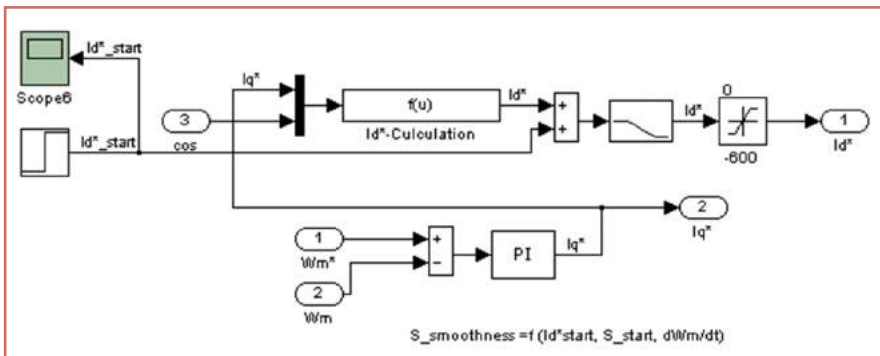 Id*_start
Scope6
Id*_start
Iq*
3
cos
f(u)
Id*-Culculation
Id*
+
+
Id*
0
-600
1
Id*
2
Iq*
1
Wm*
2
Wm
+
−
PI
Iq*
S_smoothness =f (Id*start, S_start, dWm/dt)